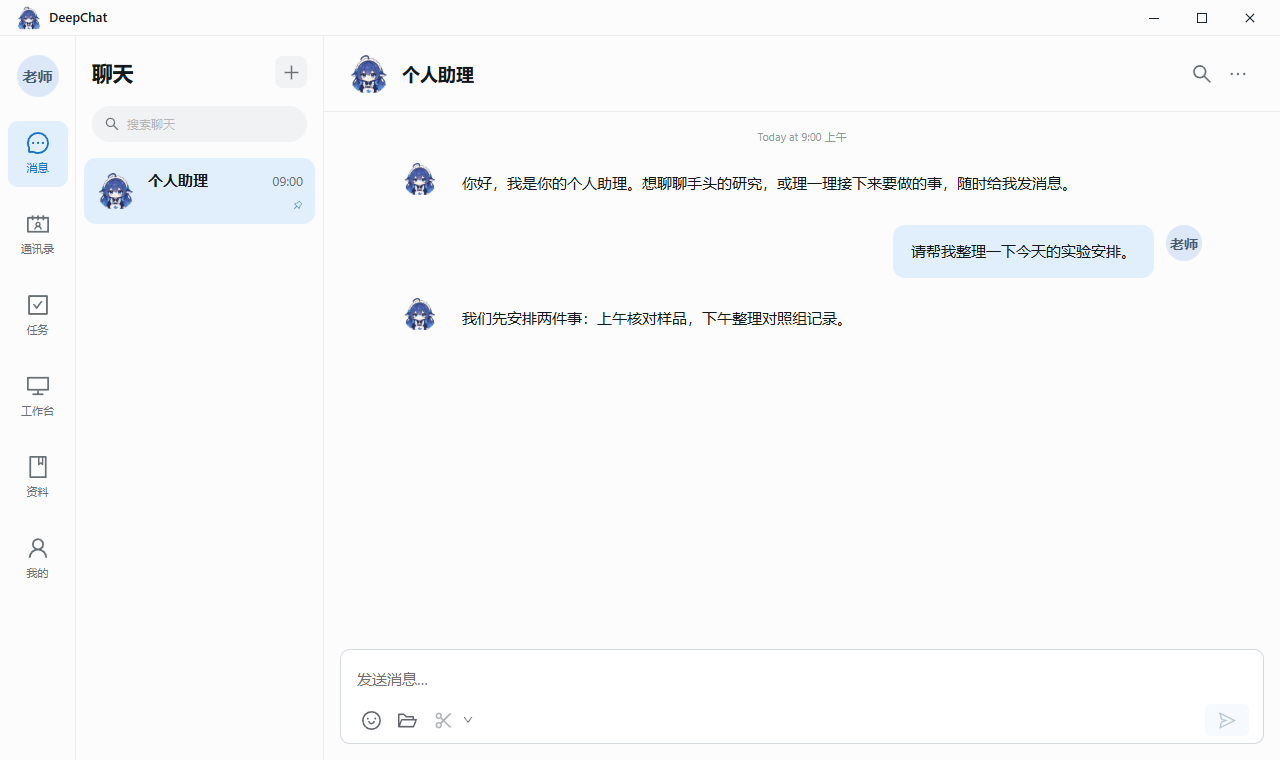 DeepChat
老师
消息
通讯录
任务
工作台
资料
我的
聊天
搜索聊天
个人助理
09:00
个人助理
Today at 9:00 上午
你好，我是你的个人助理。想聊聊手头的研究，或理一理接下来要做的事，随时给我发消息。
请帮我整理一下今天的实验安排。
老师
我们先安排两件事：上午核对样品，下午整理对照组记录。
发送消息...